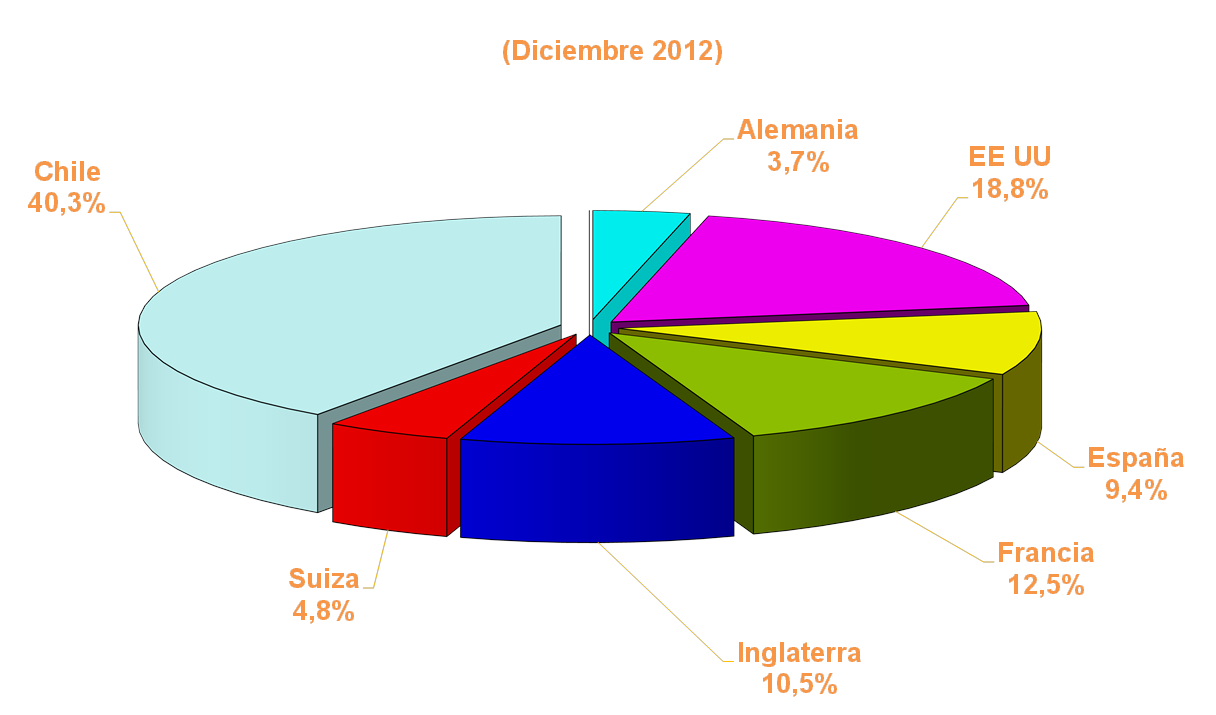 (Diciembre 2012)
Alemania
3,7%
EE UU
18,8%
Chile
40,3%
España
9,4%
Francia
12,5%
Suiza
4,8%
Inglaterra
10,5%